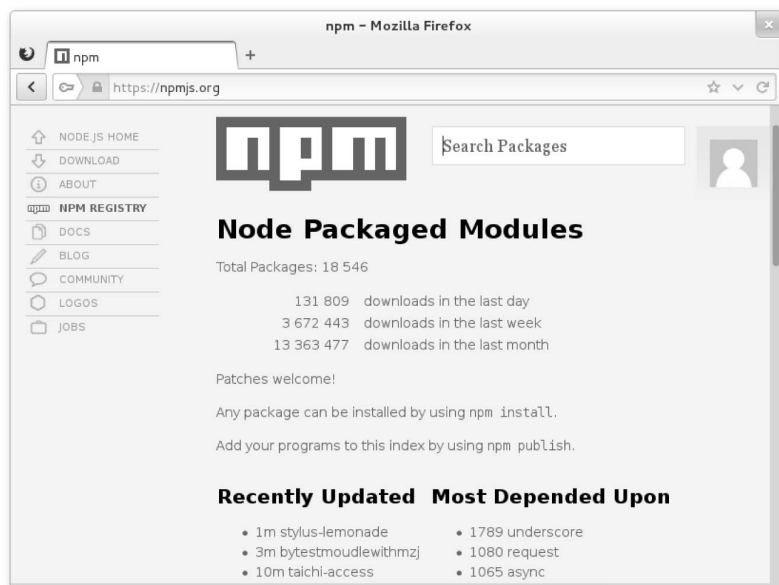 npm – Mozilla Firefox
npm
https://npmjs.org
NODE.JS HOME
DOWNLOAD
ABOUT
npm NPM REGISTRY
DOCS
BLOG
COMMUNITY
LOGOS
JOBS
npm
Search Packages
Node Packaged Modules
Total Packages: 18 546
131 809 downloads in the last day
3 672 443 downloads in the last week
13 363 477 downloads in the last month
Patches welcome!
Any package can be installed by using npm install.
Add your programs to this index by using npm publish.
Recently Updated
1m stylus-lemonade
3m bytestmoudlewithmzj
10m taichi-access
Most Depended Upon
1789 underscore
1080 request
1065 async